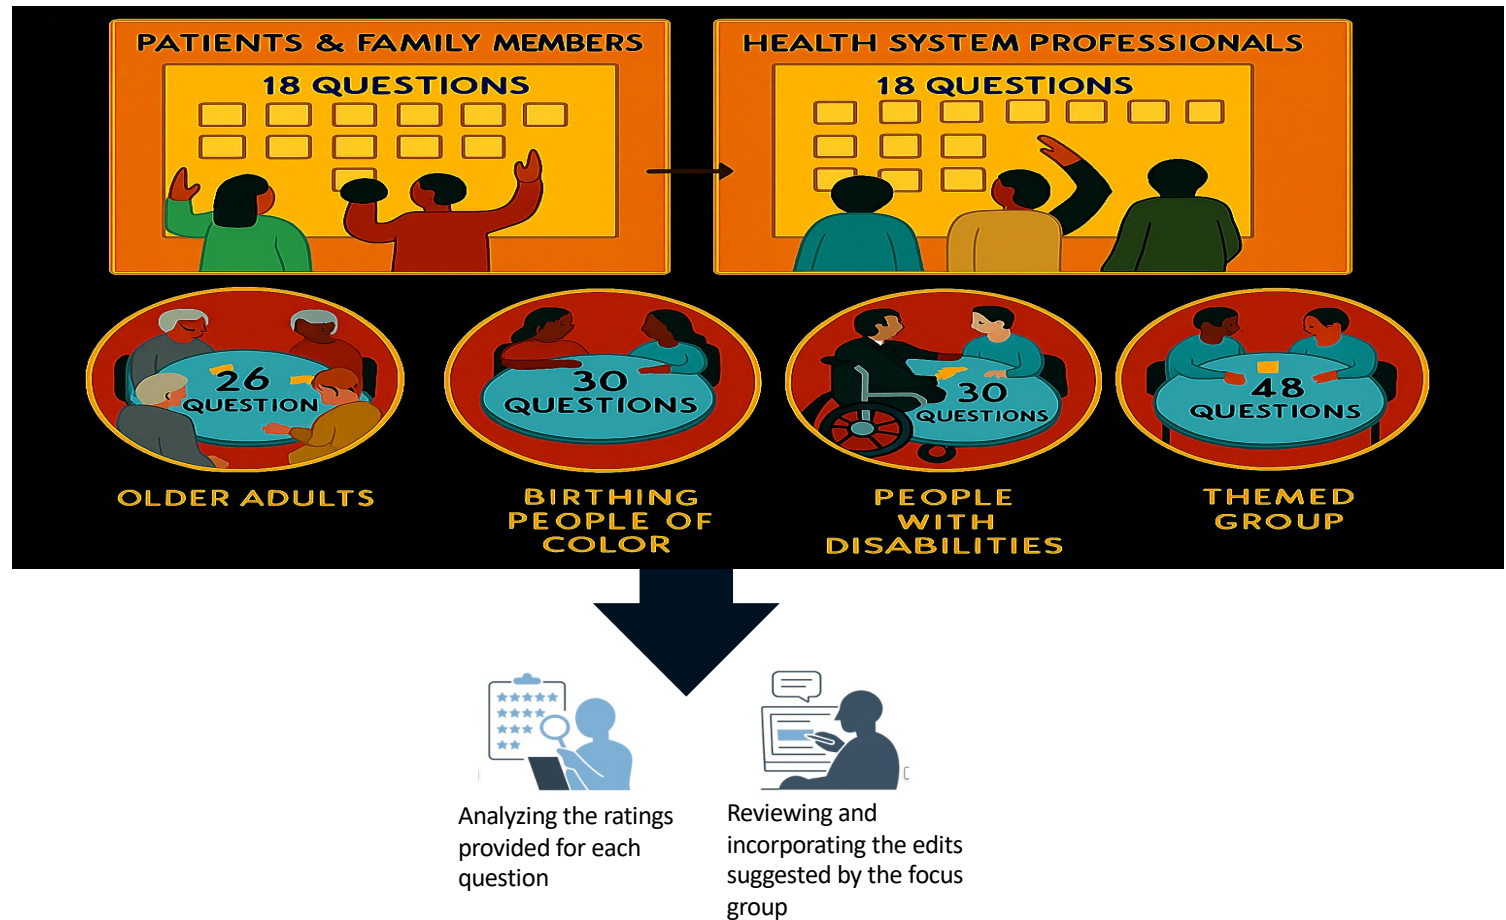 PATIENTS & FAMILY MEMBERS
18 QUESTIONS
HEALTH SYSTEM PROFESSIONALS
18 QUESTIONS
26
QUESTION
OLDER ADULTS
30
QUESTIONS
BIRTHING
PEOPLE OF
COLOR
30
QUESTIONS
PEOPLE
WITH
DISABILITIES
48
QUESTIONS
THEMED
GROUP
Analyzing the ratings
provided for each
question
Reviewing and
incorporating the edits
suggested by the focus
group